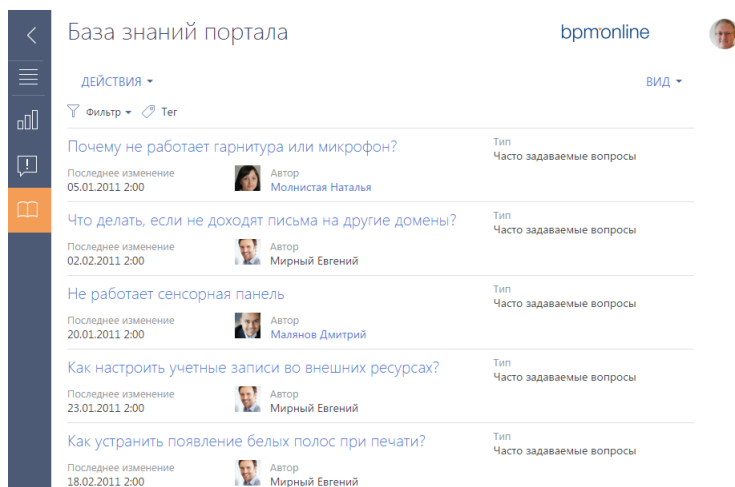 База знаний портала
bpm'online
ДЕЙСТВИЯ
ВИД
Фильтр
Тег
Почему не работает гарнитура или микрофон?
Тип
Часто задаваемые вопросы
Последнее изменение
05.01.2011 2:00
Автор
Молнистая Наталья
Что делать, если не доходят письма на другие домены?
Тип
Часто задаваемые вопросы
Последнее изменение
02.02.2011 2:00
Автор
Мирный Евгений
Не работает сенсорная панель
Тип
Часто задаваемые вопросы
Последнее изменение
20.01.2011 2:00
Автор
Малянов Дмитрий
Как настроить учетные записи во внешних ресурсах?
Тип
Часто задаваемые вопросы
Последнее изменение
23.01.2011 2:00
Автор
Мирный Евгений
Как устранить появление белых полос при печати?
Тип
Часто задаваемые вопросы
Последнее изменение
18.02.2011 2:00
Автор
Мирный Евгений